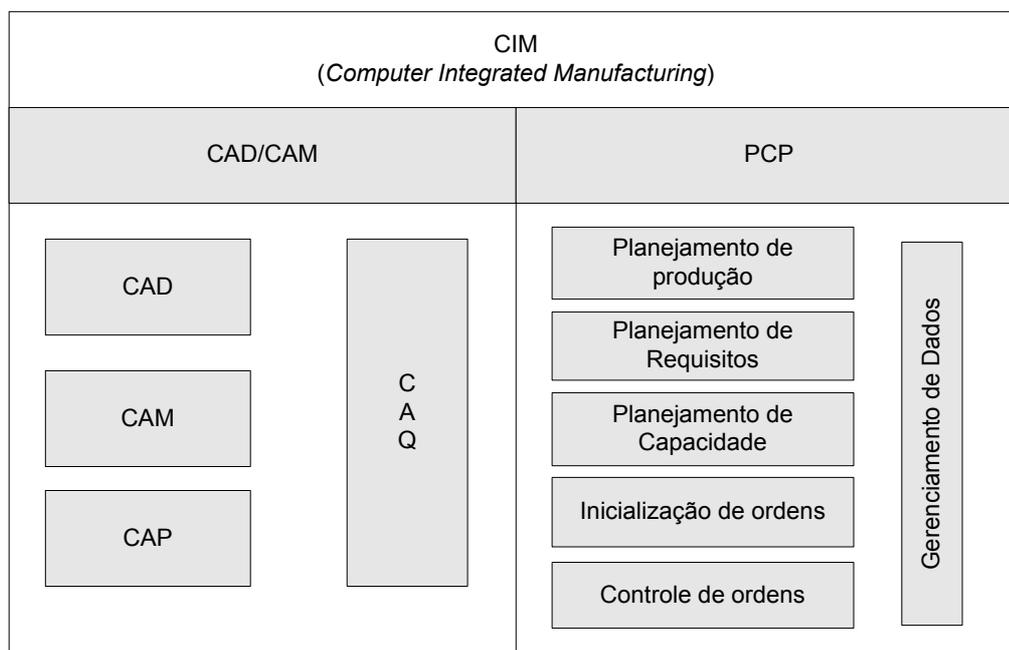 CIM
(Computer Integrated Manufacturing)
CAD/CAM
PCP
CAD
CAM
CAP
C
A
Q
Planejamento de
produção
Planejamento de
Requisitos
Planejamento de
Capacidade
Inicialização de ordens
Controle de ordens
Gerenciamento de Dados